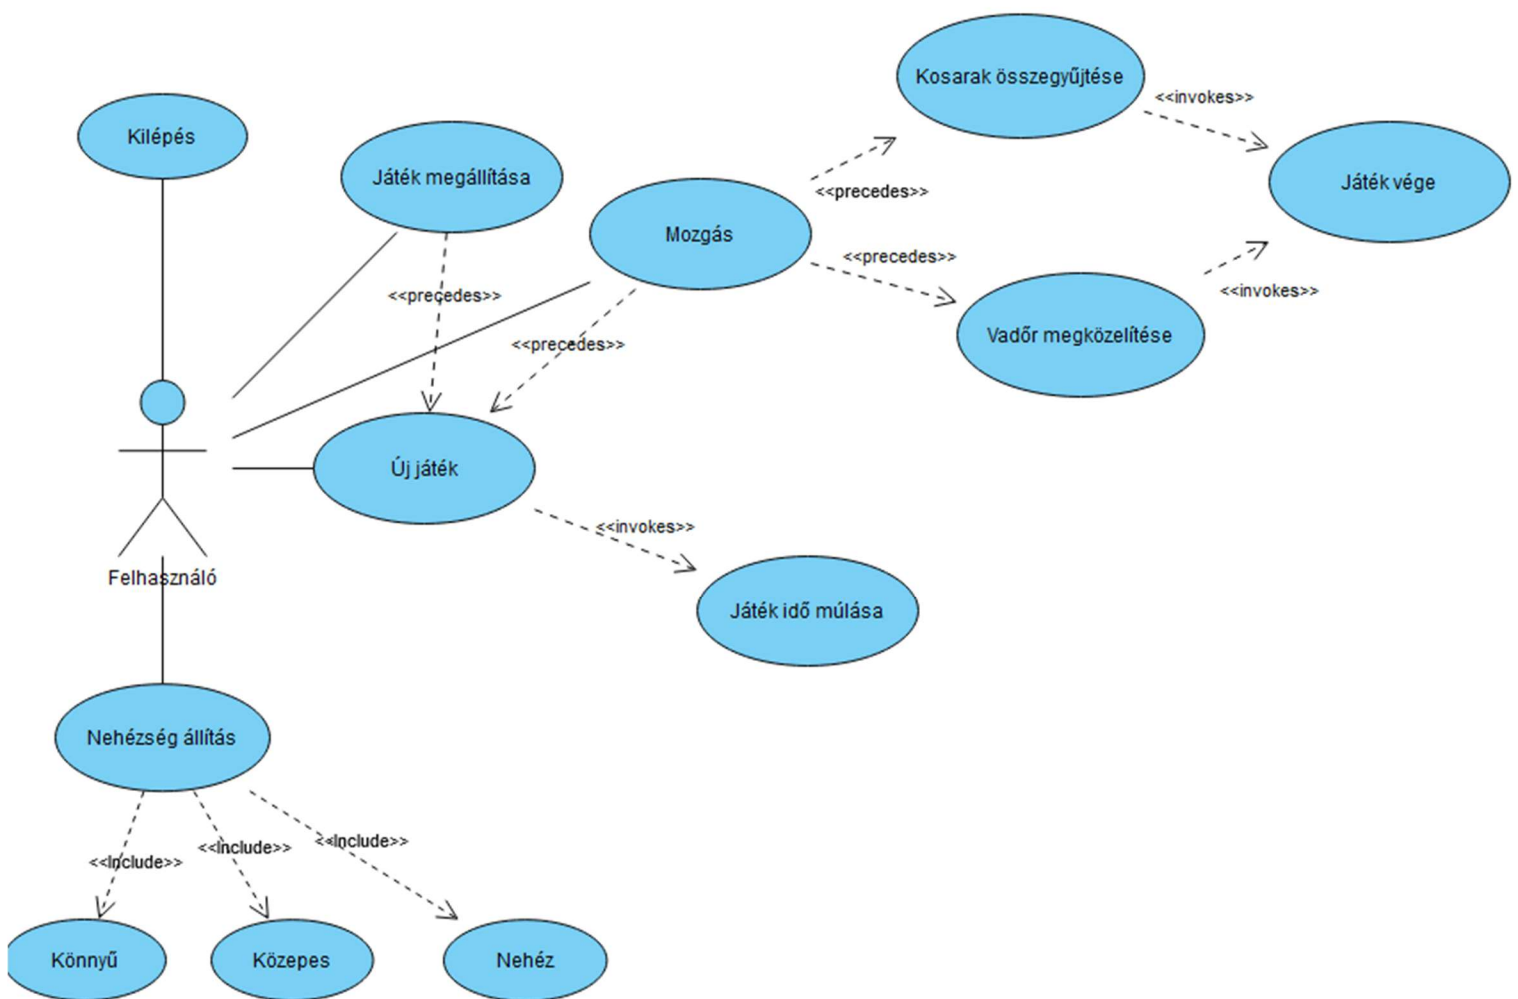 Kosarak összegyűjtése
<<invokes>>
Kilépés
Játék megállítása
Játék vége
<<precedes>>
Mozgás
<<precedes>>
<<invokes>>
<<precedes>>
Vadőr megközelítése
<<precedes>>
Új játék
<<invokes>>
Felhasználó
Játék idő múlása
Nehézség állítás
<<Include>>
<<Include>>
<<Include>>
Könnyű
Közepes
Nehéz